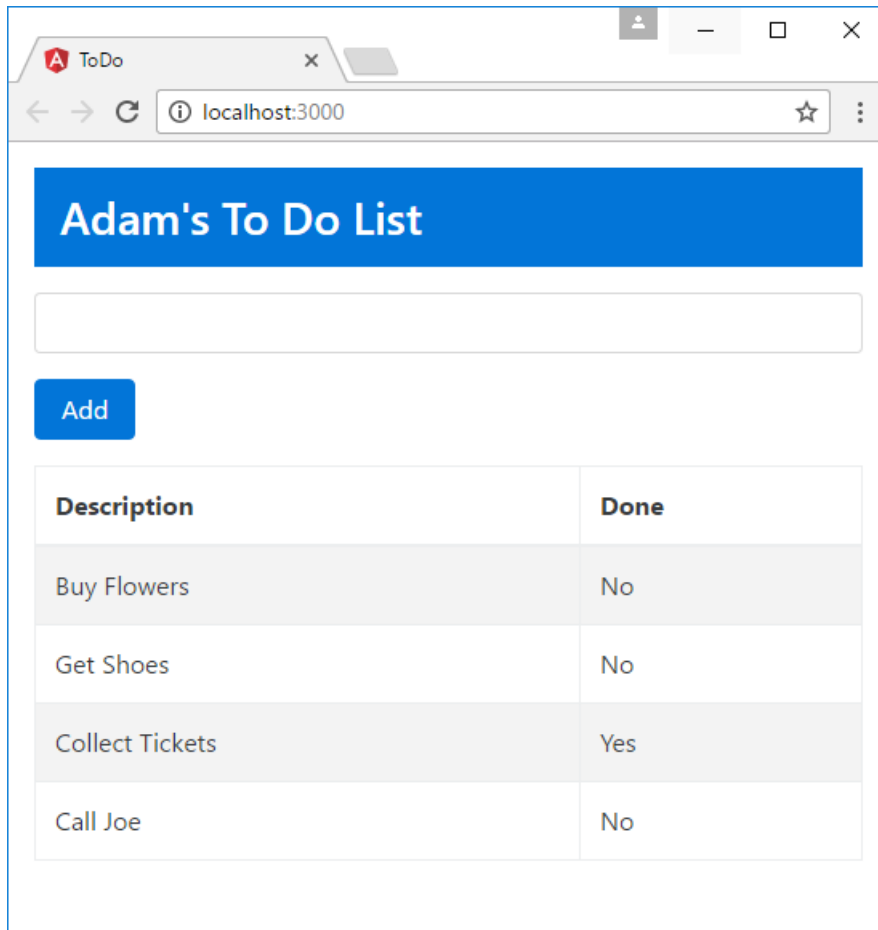 ToDo
localhost:3000
Adam's To Do List
Add
Description Done
Buy Flowers No
Get Shoes No
Collect Tickets Yes
Call Joe No